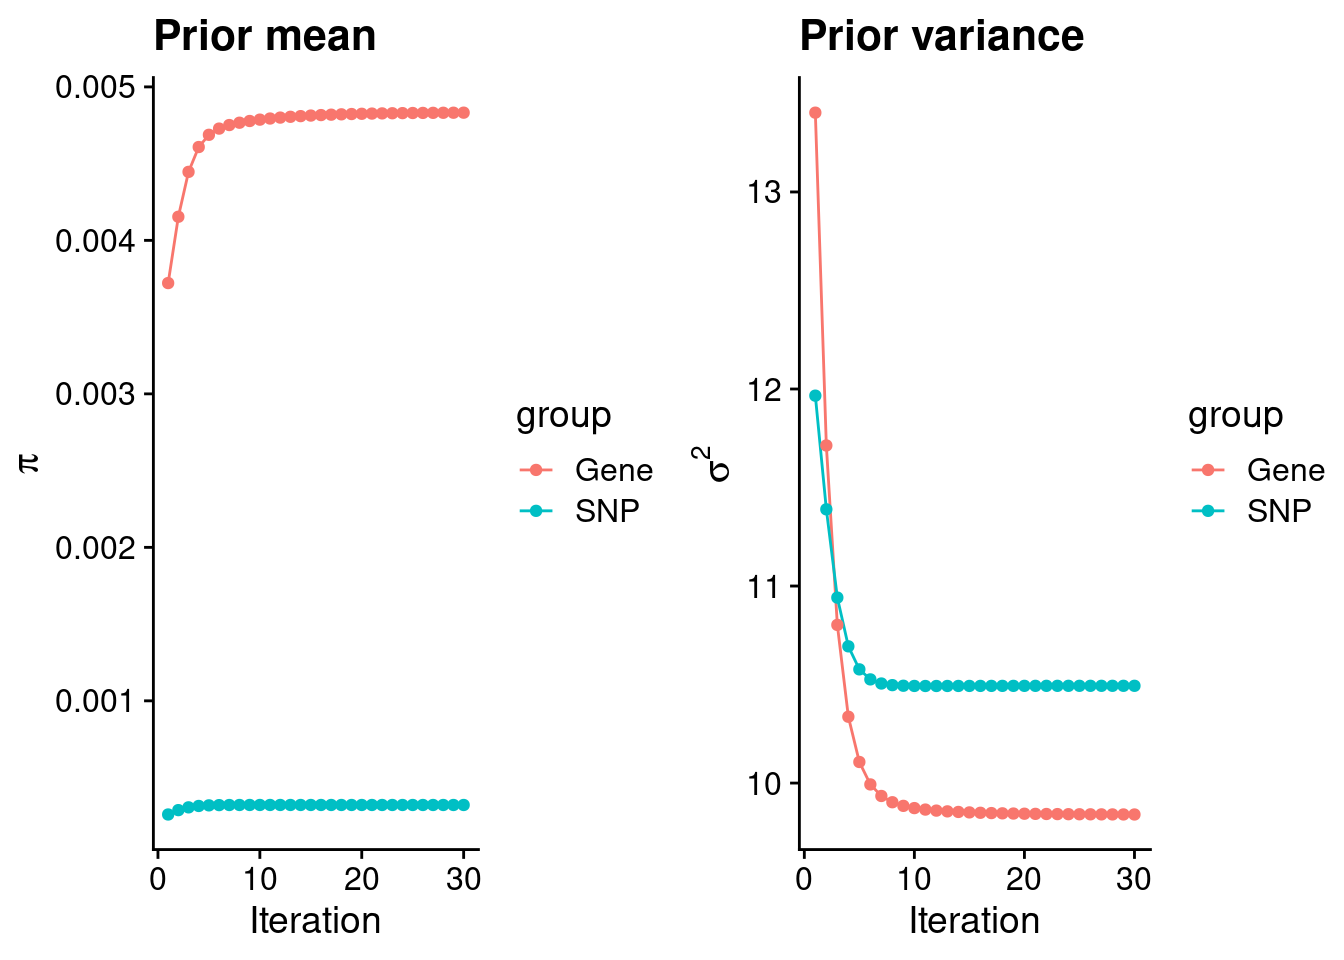 Prior mean
0.005
0.004
0.003
0.002
0.001
π
0 10 20 30
Iteration
group
Gene
SNP
Prior variance
13
12
11
10
σ²
0 10 20 30
Iteration
group
Gene
SNP